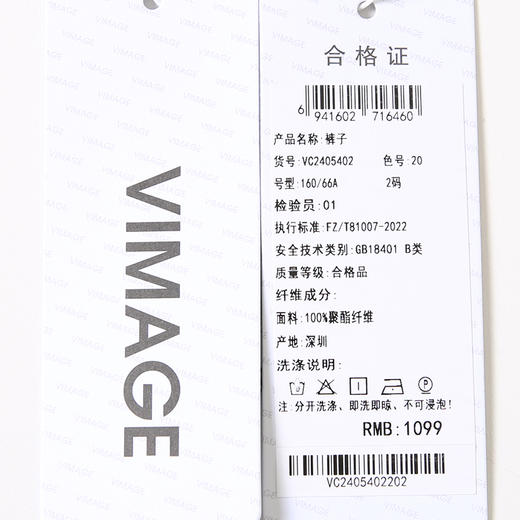 VIMAGE
合格证
6 941602 716460
产品名称:裤子
货号:VC2405402 色号:20
号型:160/66A 2码
检验员:01
执行标准:FZ/T81007-2022
安全技术类别:GB18401 B类
质量等级:合格品
纤维成分:
面料:100%聚酯纤维
产地:深圳
洗涤说明:
注:分开洗涤、即洗即晾、不可浸泡!
RMB:1099
VC2405402202